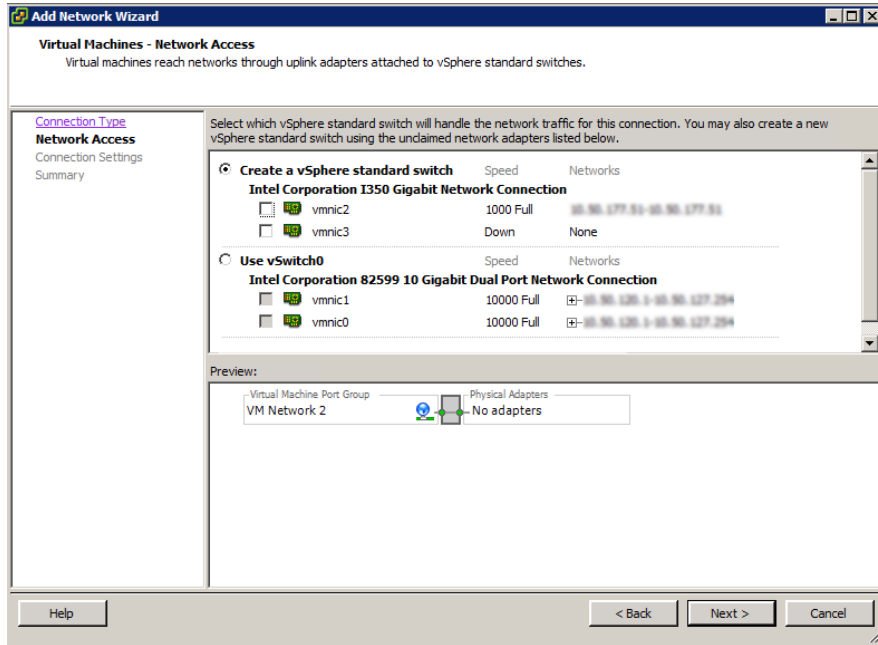 Add Network Wizard
Virtual Machines - Network Access
Virtual machines reach networks through uplink adapters attached to vSphere standard switches.
Connection Type
Network Access
Connection Settings
Summary
Select which vSphere standard switch will handle the network traffic for this connection. You may also create a new
vSphere standard switch using the unclaimed network adapters listed below.
Create a vSphere standard switch Speed Networks
Intel Corporation I350 Gigabit Network Connection
vmnic2 1000 Full
vmnic3 Down None
Use vSwitch0 Speed Networks
Intel Corporation 82599 10 Gigabit Dual Port Network Connection
vmnic1 10000 Full
vmnic0 10000 Full
Preview:
Virtual Machine Port Group Physical Adapters
VM Network 2 No adapters
Help < Back Next > Cancel